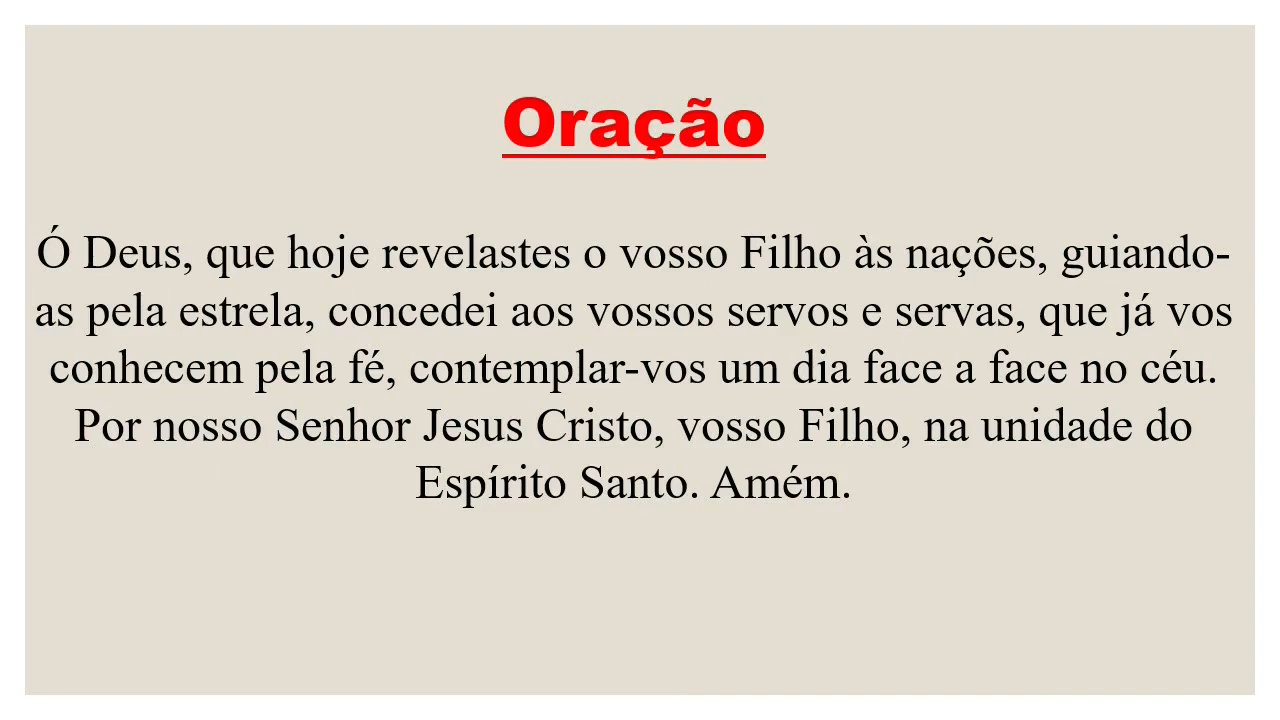 Oração
Ó Deus, que hoje revelastes o vosso Filho às nações, guiando-
as pela estrela, concedei aos vossos servos e servas, que já vos
conhecem pela fé, contemplar-vos um dia face a face no céu.
Por nosso Senhor Jesus Cristo, vosso Filho, na unidade do
Espírito Santo. Amém.